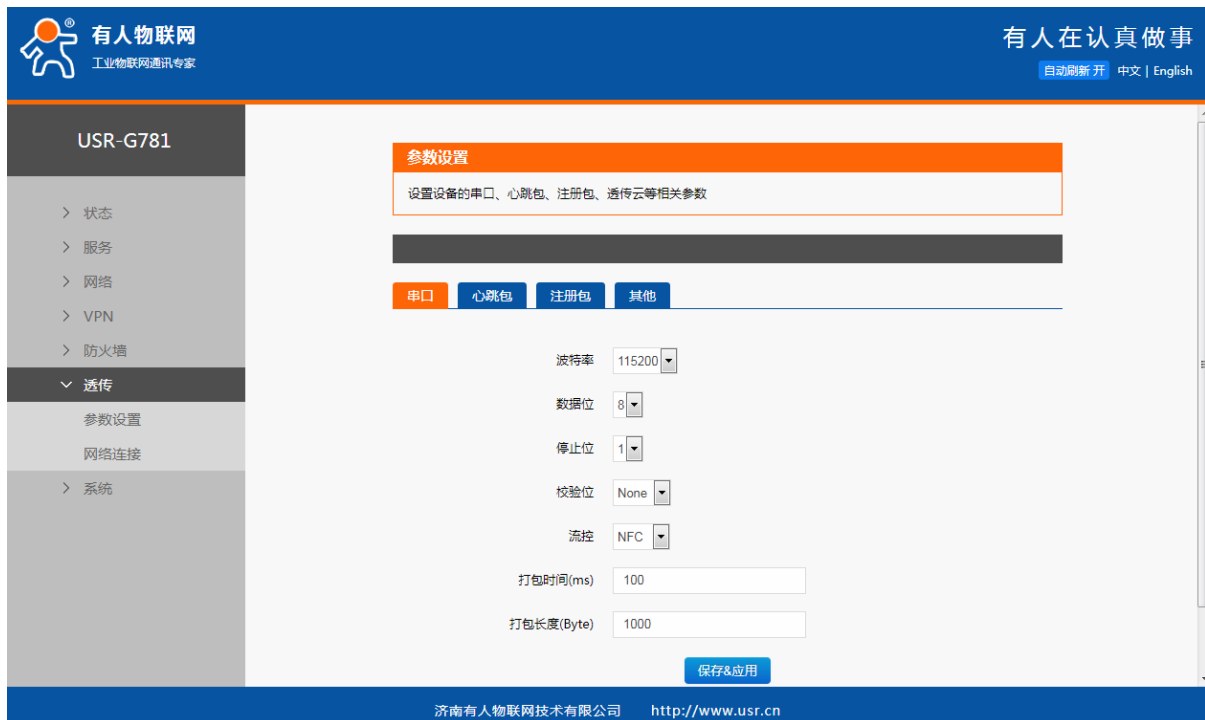 ®
有人物联网
工业物联网通讯专家
有人在认真做事
自动刷新 开 中文 | English
USR-G781
状态
服务
网络
VPN
防火墙
透传
参数设置
网络连接
系统
参数设置
设置设备的串口、心跳包、注册包、透传云等相关参数
串口 心跳包 注册包 其他
波特率 115200
数据位 8
停止位 1
校验位 None
流控 NFC
打包时间(ms) 100
打包长度(Byte) 1000
保存&应用
济南有人物联网技术有限公司 http://www.usr.cn